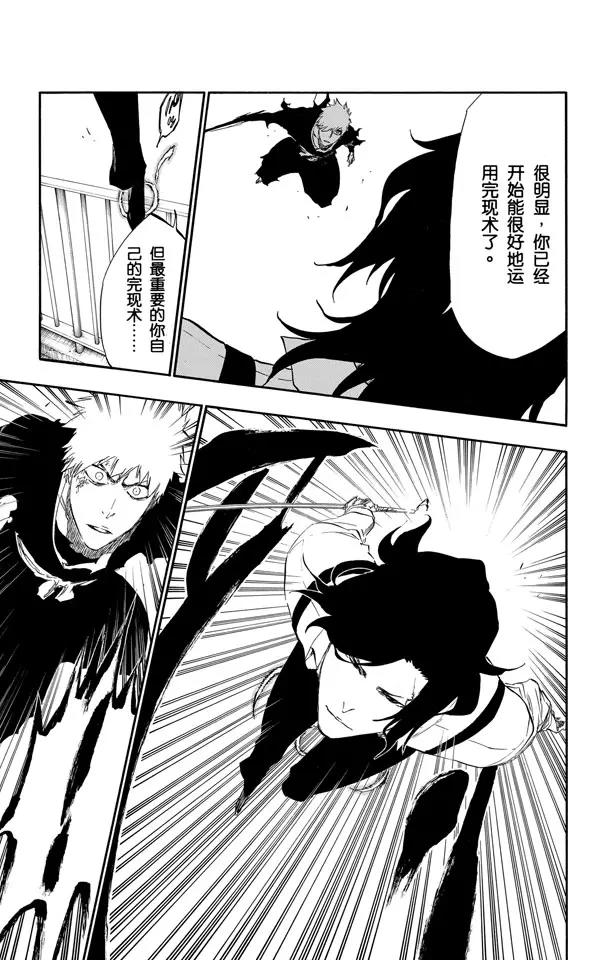 很明显，你已经
开始能很好地运
用完现术了。
但最重要的你自
己的完现术……